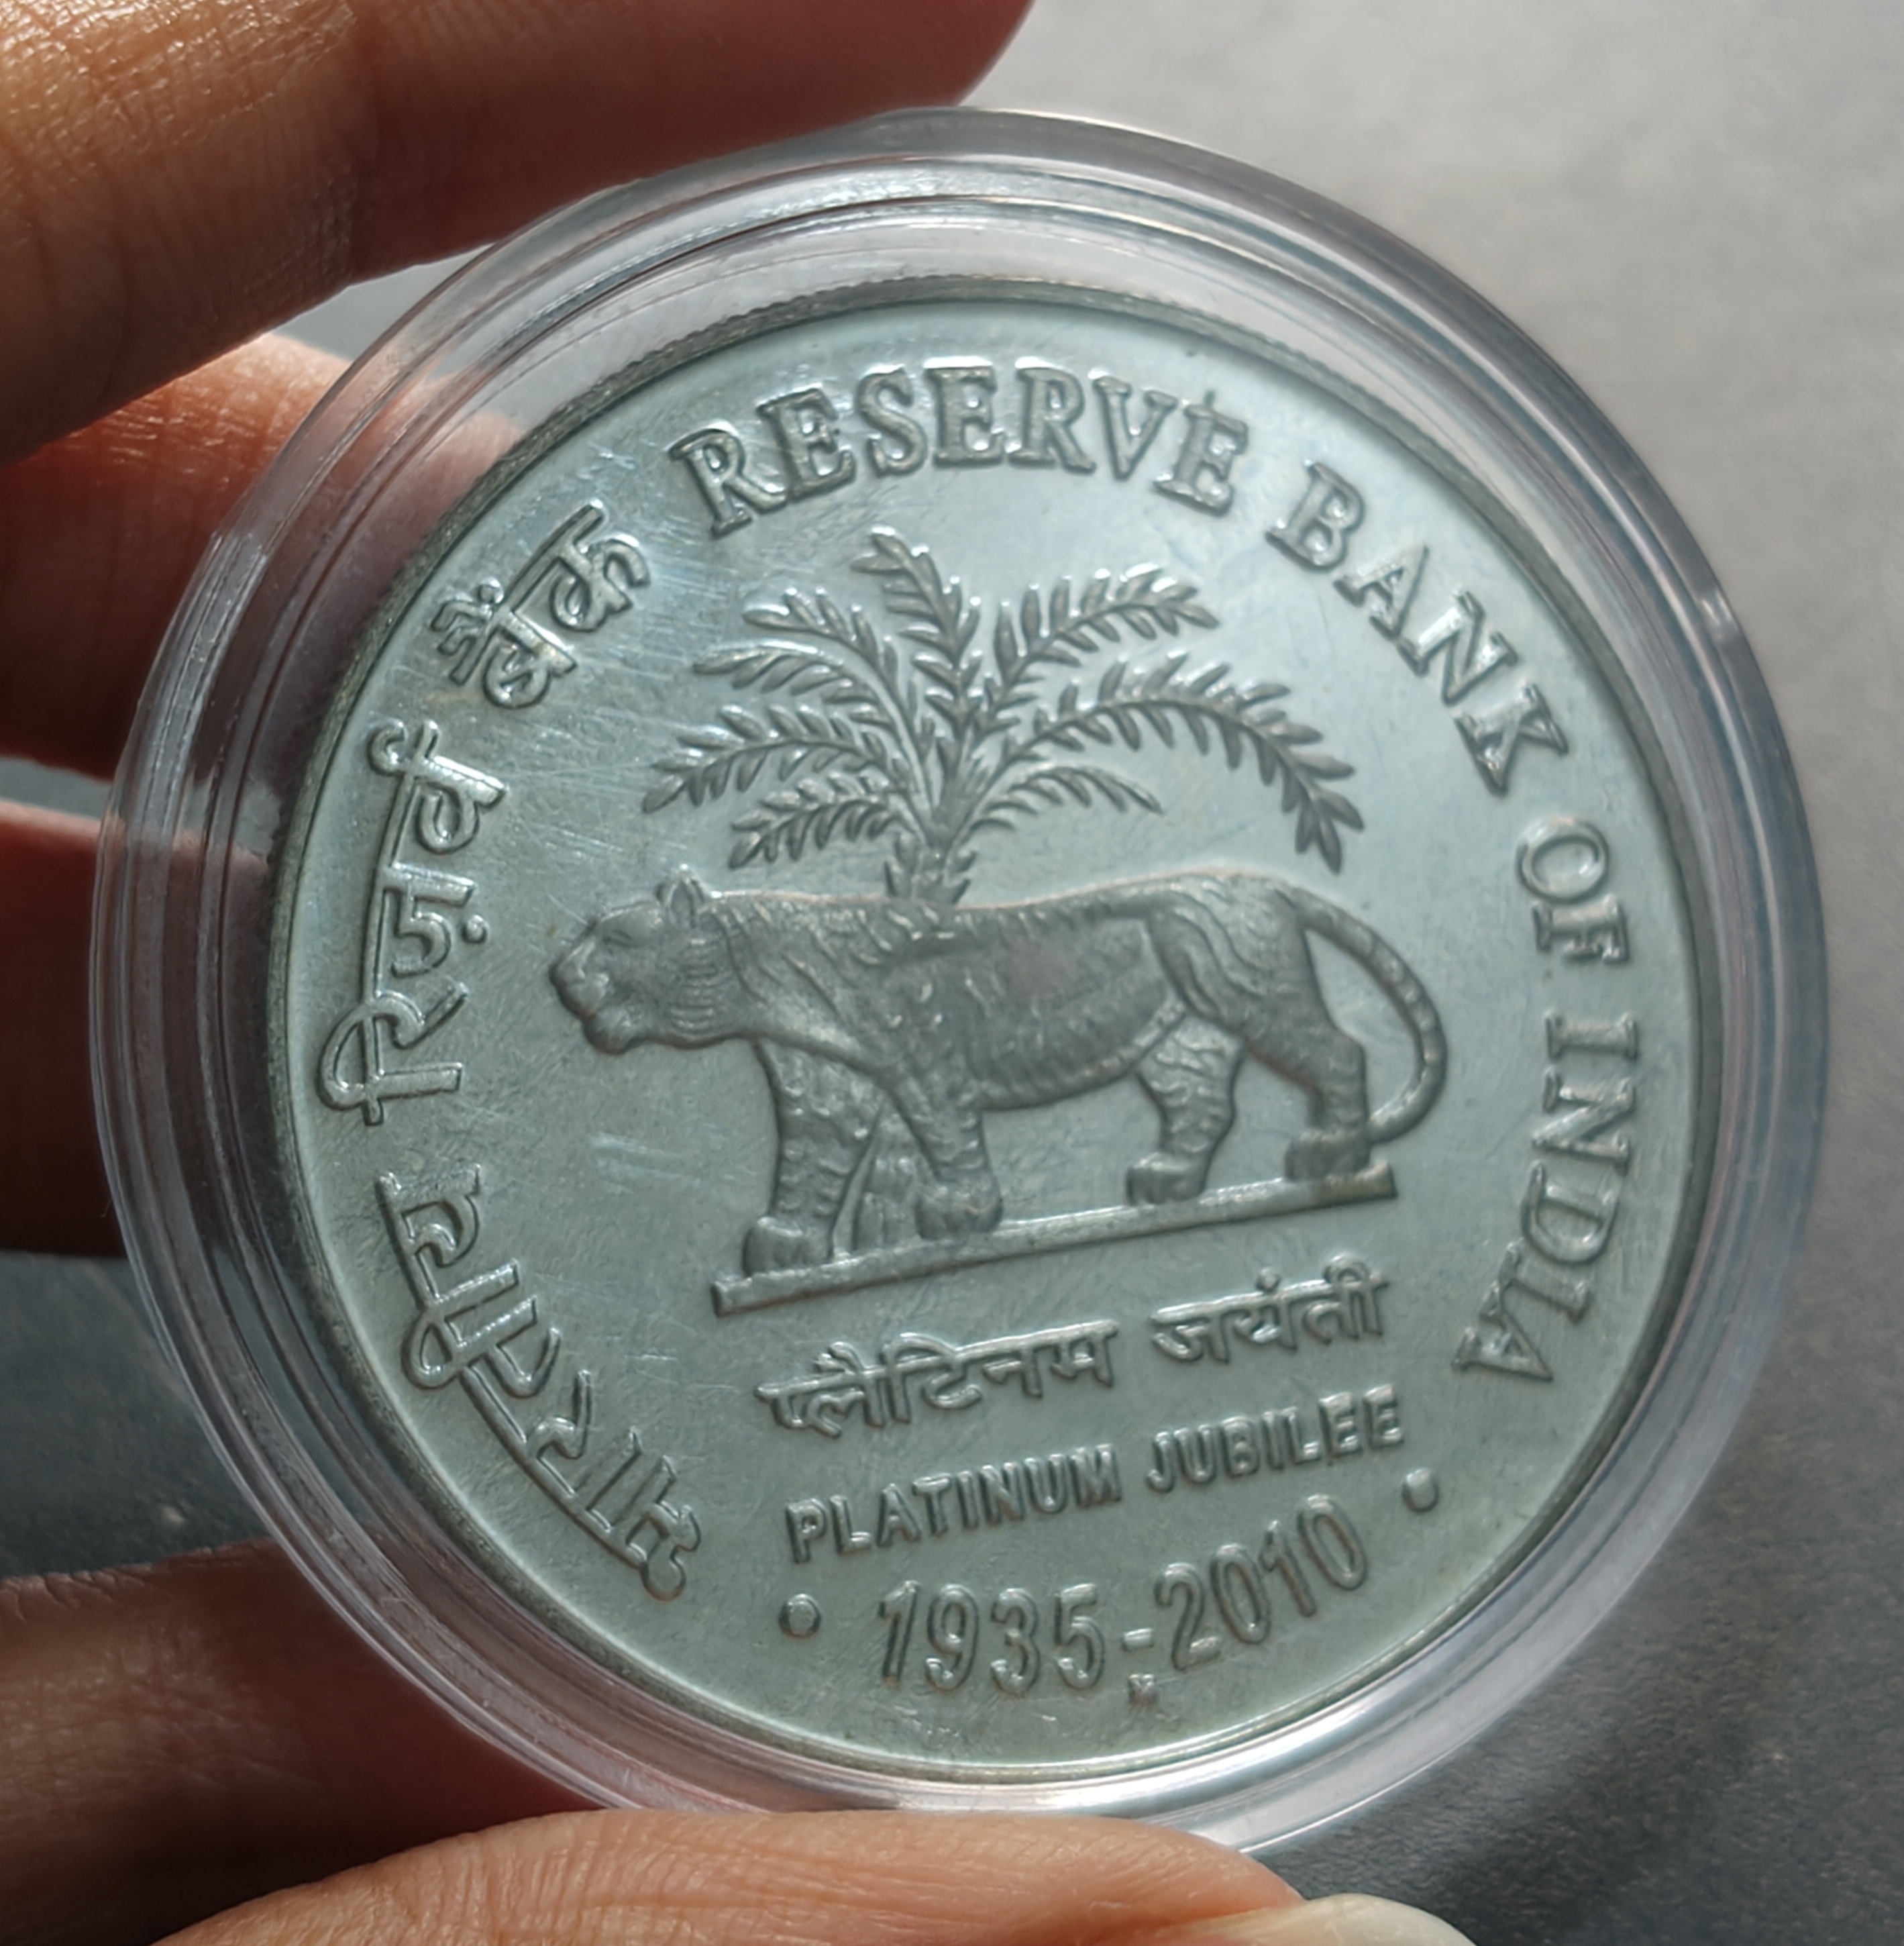 भारतीय रिज़र्व बैंक
RESERVE BANK OF INDIA
प्लैटिनम जयंती
PLATINUM JUBILEE
• 1935-2010 •
M